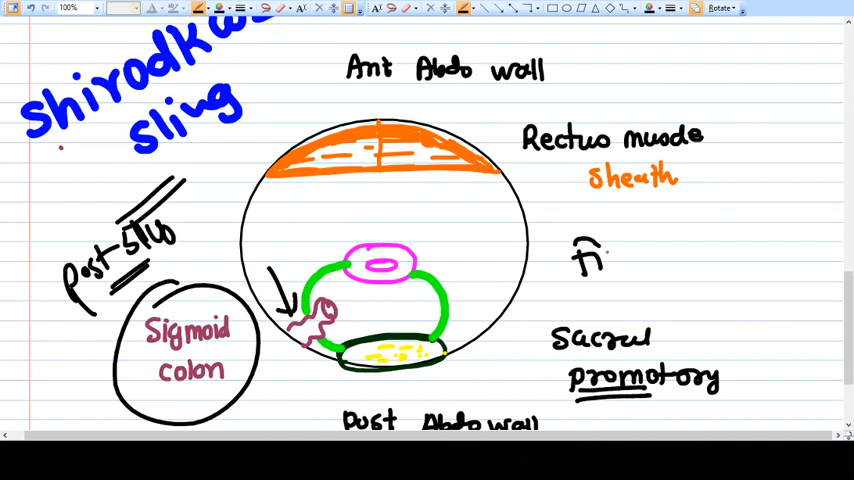 100%
Rotate
Shirodkar
Sling
Ant Abdo wall
Rectus muscle
Sheath
Post-
Sigmoid
colon
Sacral
promotory
Post Abdo wall